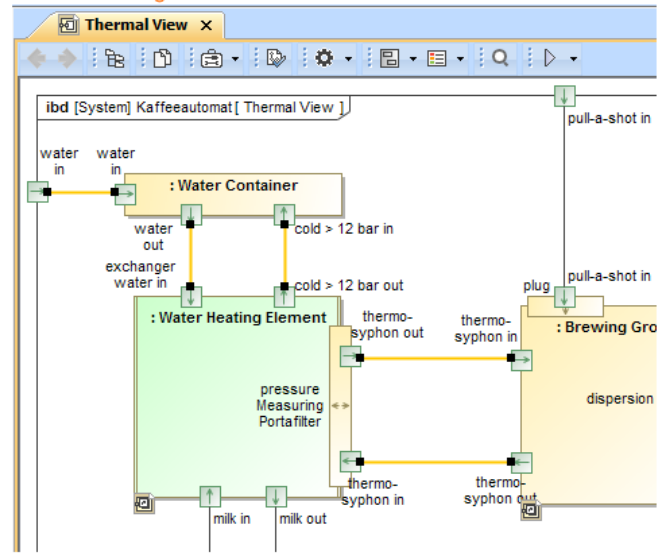 Thermal View
ibd [System] Kaffeeautomat[ Thermal View ]
pull-a-shot in
water
in
water
in
: Water Container
water
out
cold > 12 bar in
exchanger
water in
cold > 12 bar out
plug
pull-a-shot in
: Water Heating Element
thermo-
syphon out
thermo-
syphon in
: Brewing Gro
pressure
Measuring
Portafilter
dispersion
thermo-
syphon in
thermo-
syphon out
milk in
milk out